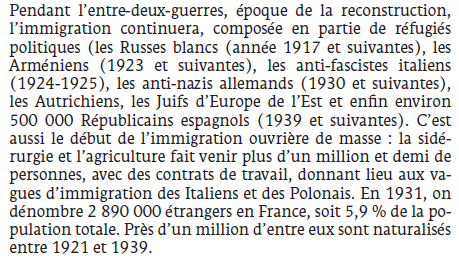 Pendant l’entre-deux-guerres, époque de la reconstruction,
l’immigration continuera, composée en partie de réfugiés
politiques (les Russes blancs (année 1917 et suivantes), les
Arméniens (1923 et suivantes), les anti-fascistes italiens
(1924-1925), les anti-nazis allemands (1930 et suivantes),
les Autrichiens, les Juifs d’Europe de l’Est et enfin environ
500 000 Républicains espagnols (1939 et suivantes). C’est
aussi le début de l’immigration ouvrière de masse : la sidé-
rurgie et l’agriculture fait venir plus d’un million et demi de
personnes, avec des contrats de travail, donnant lieu aux va-
gues d’immigration des Italiens et des Polonais. En 1931, on
dénombre 2 890 000 étrangers en France, soit 5,9 % de la po-
pulation totale. Près d’un million d’entre eux sont naturalisés
entre 1921 et 1939.